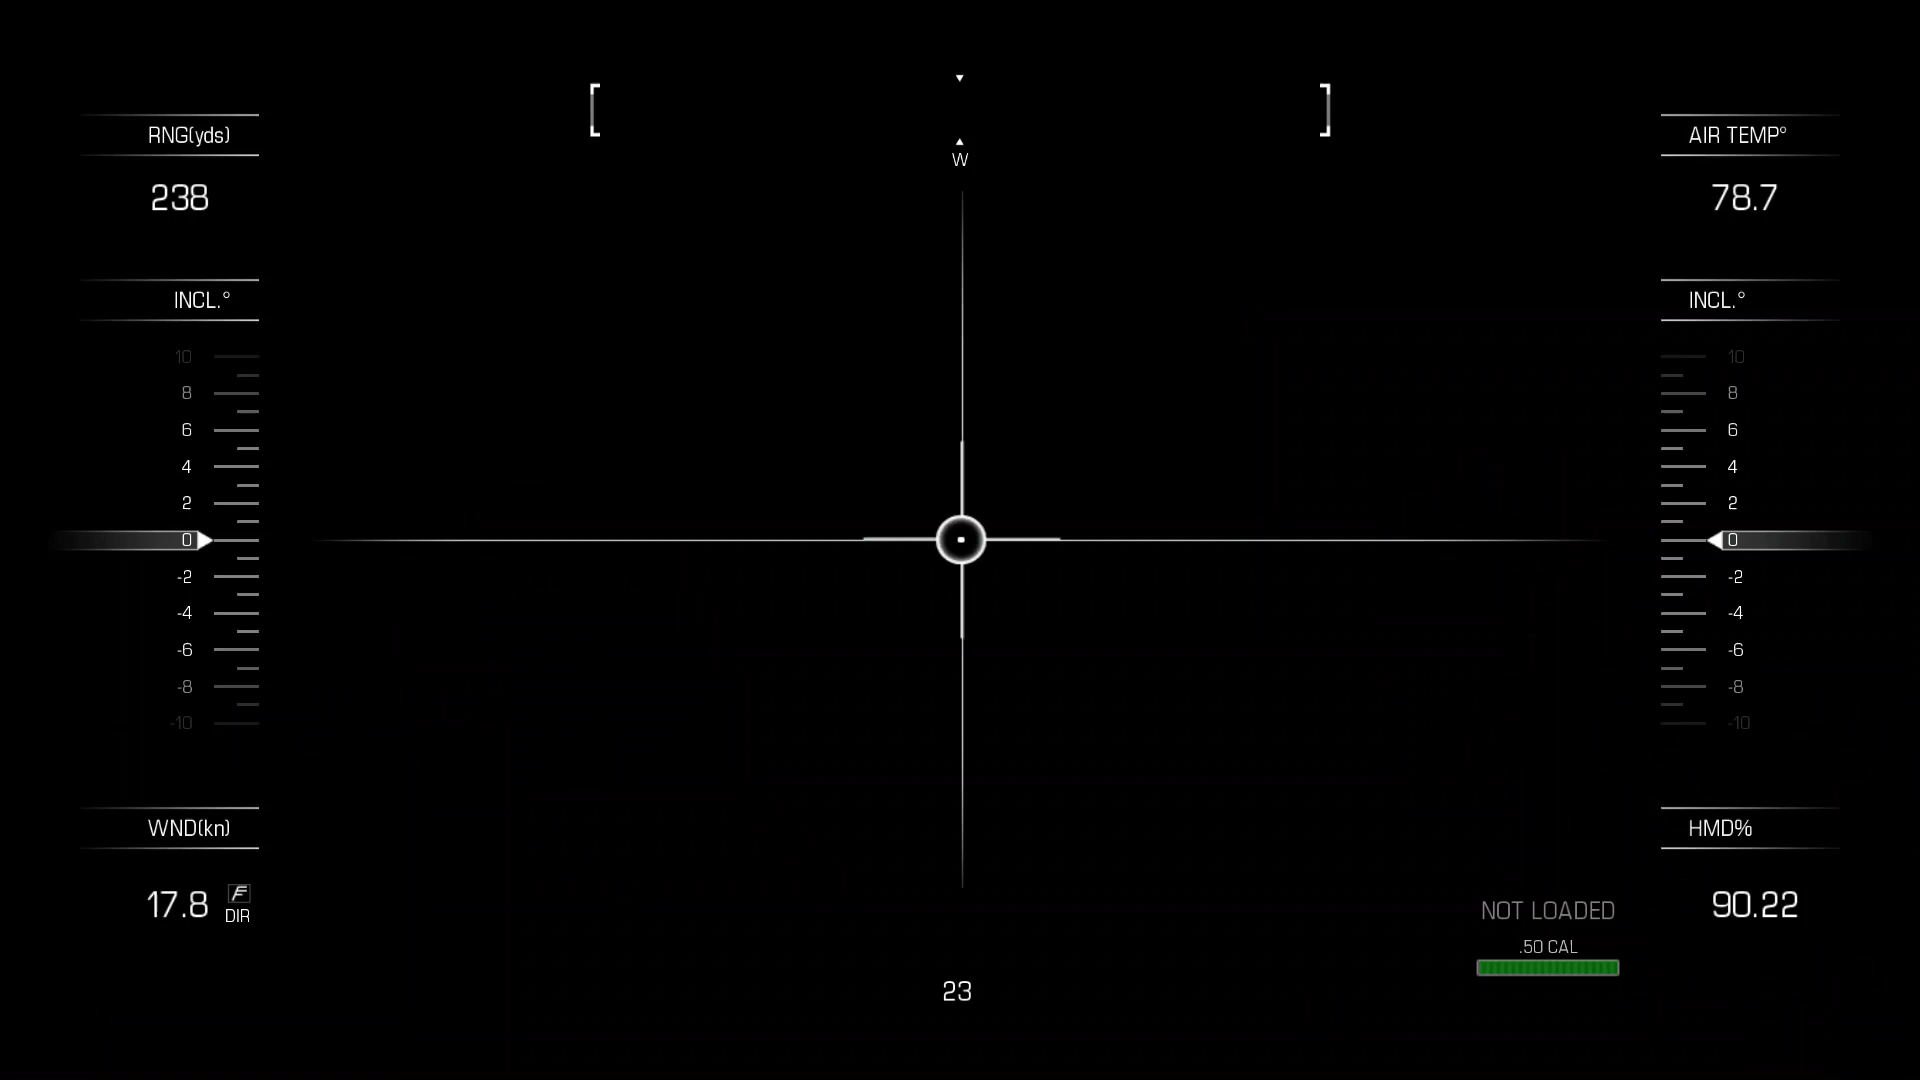 W
RNG(yds)
238
INCL.°
10
8
6
4
2
0
-2
-4
-6
-8
-10
WND(kn)
17.8
DIR
23
AIR TEMP°
78.7
INCL.°
10
8
6
4
2
0
-2
-4
-6
-8
-10
HMD%
90.22
NOT LOADED
.50 CAL